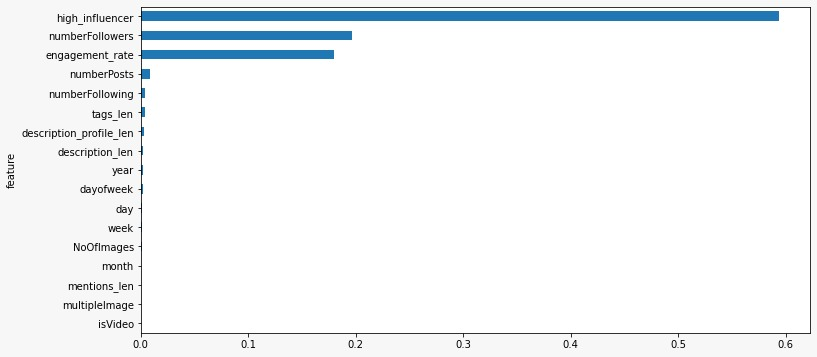 high_influencer
numberFollowers
engagement_rate
numberPosts
numberFollowing
tags_len
description_profile_len
description_len
year
dayofweek
day
week
NoOfImages
month
mentions_len
multipleImage
isVideo
feature
0.0 0.1 0.2 0.3 0.4 0.5 0.6